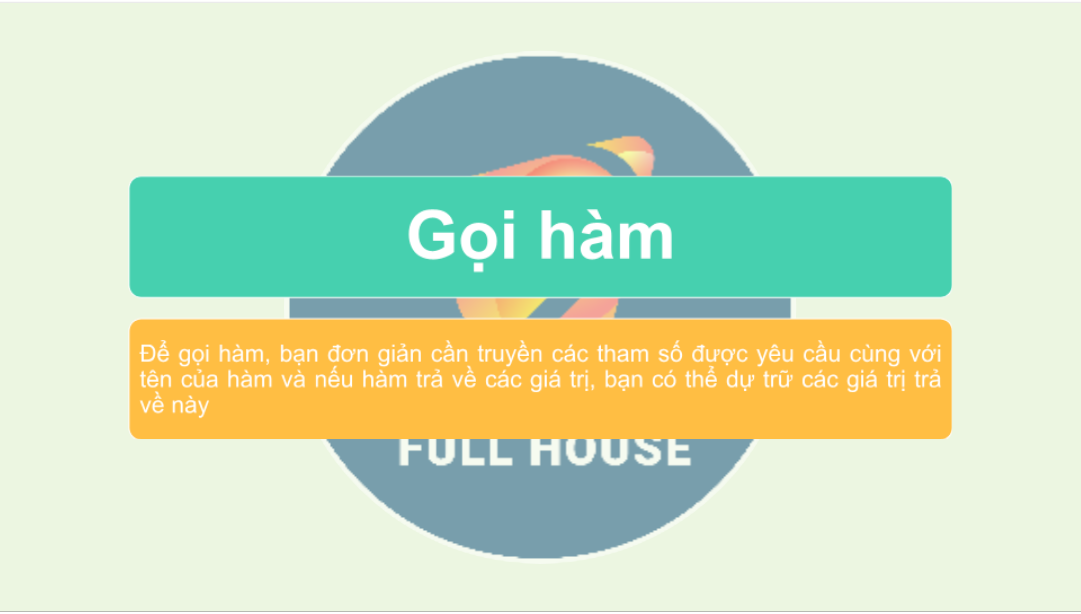 Gọi hàm
Để gọi hàm, bạn đơn giản cần truyền các tham số được yêu cầu cùng với
tên của hàm và nếu hàm trả về các giá trị, bạn có thể dự trữ các giá trị trả
về này
FULL HOUSE